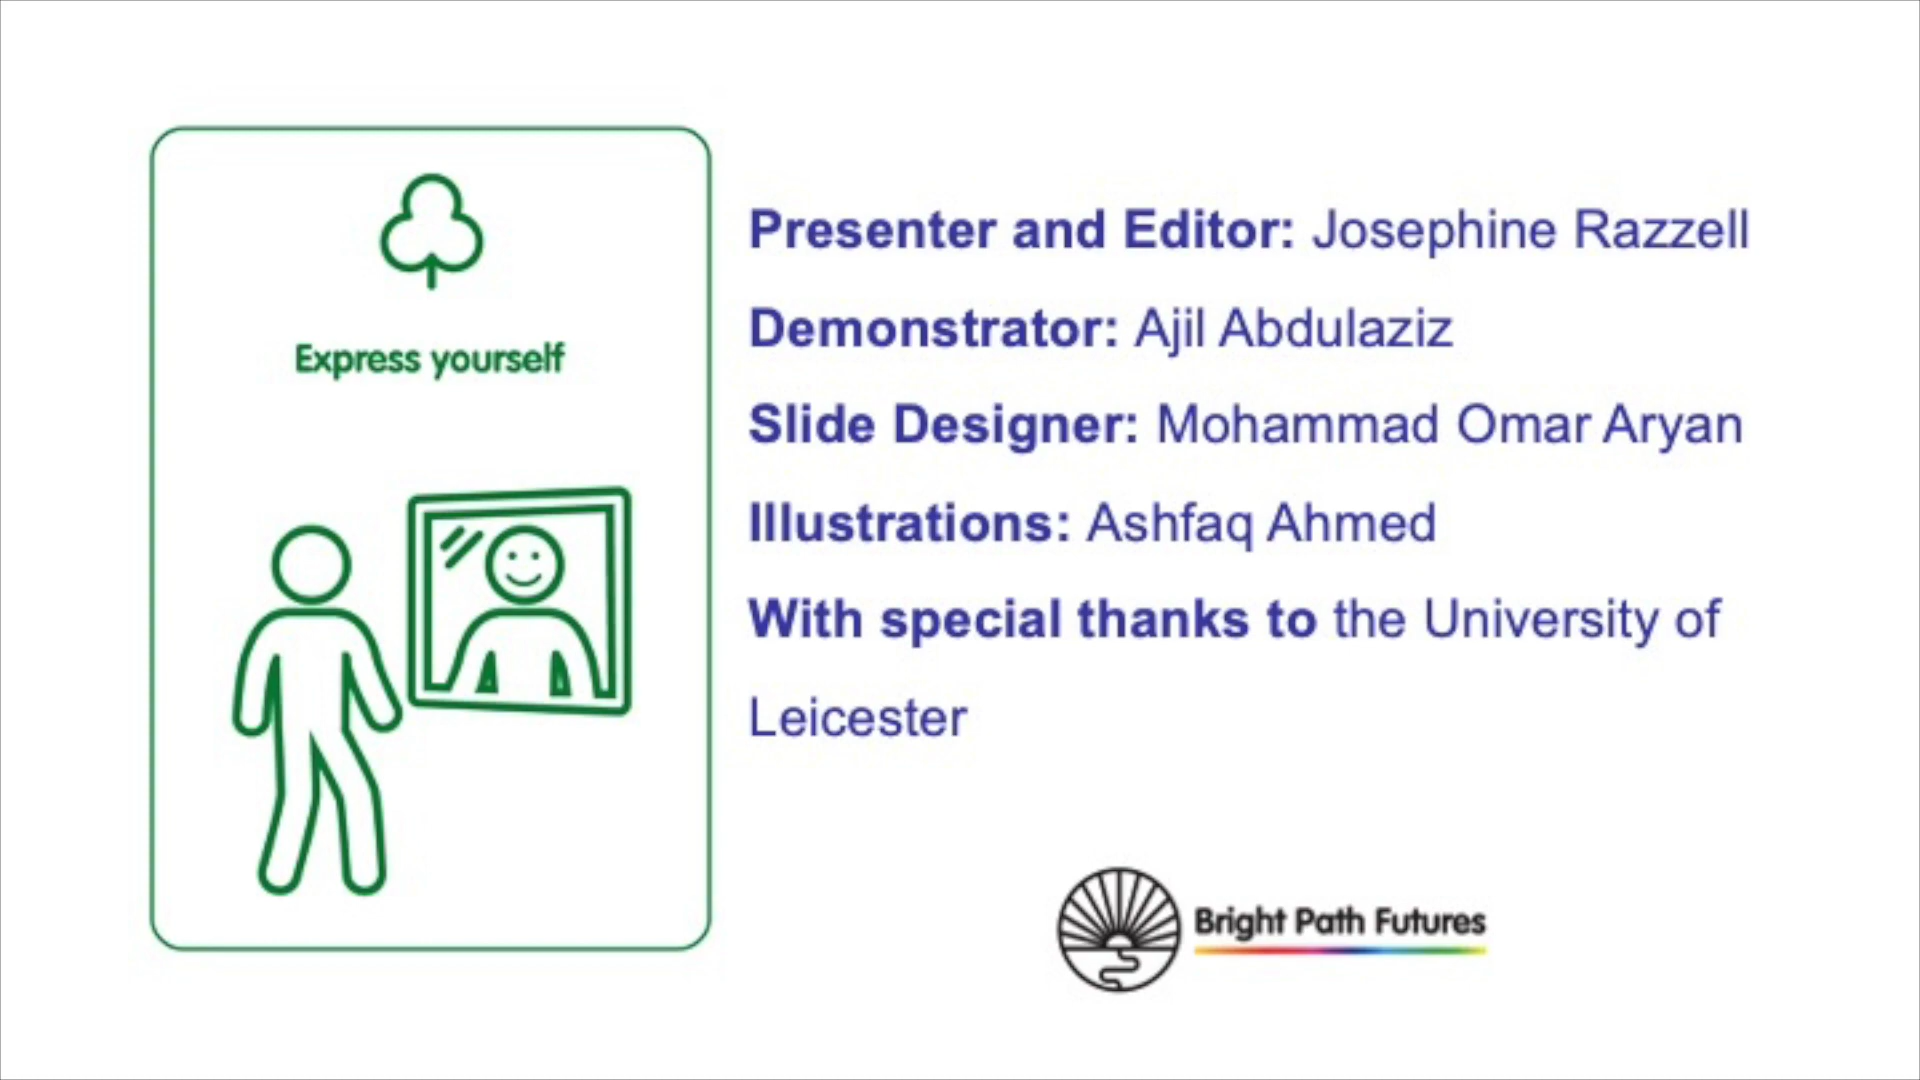 Express yourself
Presenter and Editor: Josephine Razzell
Demonstrator: Ajil Abdulaziz
Slide Designer: Mohammad Omar Aryan
Illustrations: Ashfaq Ahmed
With special thanks to the University of
Leicester
Bright Path Futures